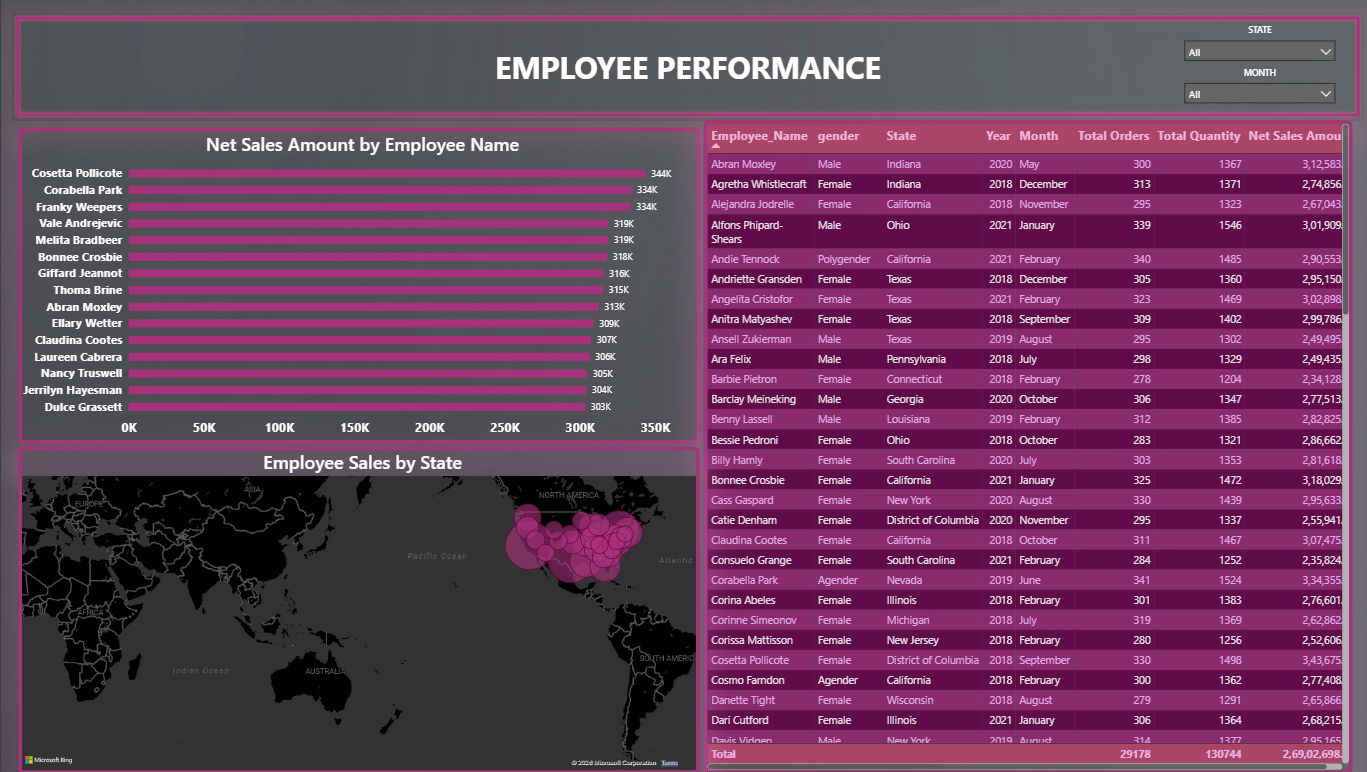 EMPLOYEE PERFORMANCE
STATE
All
MONTH
All
Net Sales Amount by Employee Name
Cosetta Pollicote 344K
Corabella Park 334K
Franky Weepers 334K
Vale Andrejevic 319K
Melita Bradbeer 319K
Bonnee Crosbie 318K
Giffard Jeannot 316K
Thoma Brine 315K
Abran Moxley 313K
Ellary Wetter 309K
Claudina Cootes 307K
Laureen Cabrera 306K
Nancy Truswell 305K
Jerrilyn Hayesman 304K
Dulce Grassett 303K
0K 50K 100K 150K 200K 250K 300K 350K
Employee Sales by State
ASIA
EUROPE
NORTH AMERICA
Pacific Ocean
Atlantic
AFRICA
Indian Ocean
AUSTRALIA
SOUTH AMERIC
Microsoft Bing
© 2026 Microsoft Corporation Terms
Employee_Name gender State Year Month Total Orders Total Quantity Net Sales Amou
Abran Moxley Male Indiana 2020 May 300 1367 3,12,583.
Agretha Whistlecraft Female Indiana 2018 December 313 1371 2,74,856.
Alejandra Jodrelle Female California 2018 November 295 1323 2,67,043.
Alfons Phipard- Male Ohio 2021 January 339 1546 3,01,909.
Shears
Andie Tennock Polygender California 2021 February 340 1485 2,90,553.
Andriette Gransden Female Texas 2018 December 305 1360 2,95,150.
Angelita Cristofor Female Texas 2021 February 323 1469 3,02,898.
Anitra Matyashev Female Texas 2018 September 309 1402 2,99,786.
Ansell Zukierman Male Texas 2019 August 295 1302 2,49,495.
Ara Felix Male Pennsylvania 2018 July 298 1329 2,49,435.
Barbie Pietron Female Connecticut 2018 February 278 1204 2,34,128.
Barclay Meineking Male Georgia 2020 October 306 1347 2,77,513.
Benny Lassell Male Louisiana 2019 February 312 1385 2,82,825.
Bessie Pedroni Female Ohio 2018 October 283 1321 2,86,662.
Billy Hamly Female South Carolina 2020 July 303 1353 2,81,618.
Bonnee Crosbie Female California 2021 January 325 1472 3,18,029.
Cass Gaspard Female New York 2020 August 330 1439 2,95,633.
Catie Denham Female District of Columbia 2020 November 295 1337 2,55,941.
Claudina Cootes Female California 2018 October 311 1467 3,07,475.
Consuelo Grange Female South Carolina 2021 February 284 1252 2,35,824.
Corabella Park Agender Nevada 2019 June 341 1524 3,34,355.
Corina Abeles Female Illinois 2018 February 301 1383 2,76,601.
Corinne Simeonov Female Michigan 2018 July 319 1369 2,62,862.
Corissa Mattisson Female New Jersey 2018 February 280 1256 2,52,606.
Cosetta Pollicote Female District of Columbia 2018 September 330 1498 3,43,675.
Cosmo Farndon Agender California 2018 February 300 1362 2,77,408.
Danette Tight Female Wisconsin 2018 August 279 1291 2,65,866.
Dari Cutford Female Illinois 2021 January 306 1364 2,68,215.
Davis Vidgen Male New York 2019 August 314 1377 2,95,165.
Total 29178 130744 2,69,02,698.